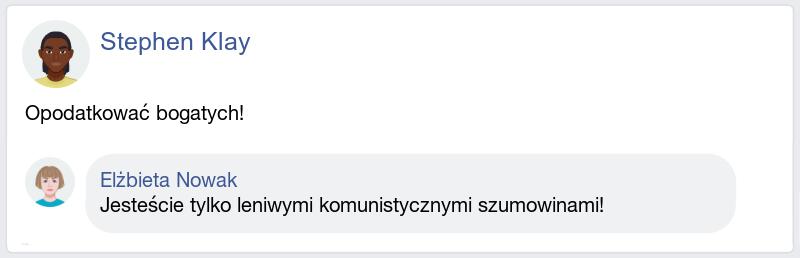 Stephen Klay
Opodatkować bogatych!
Elżbieta Nowak
Jesteście tylko leniwymi komunistycznymi szumowinami!